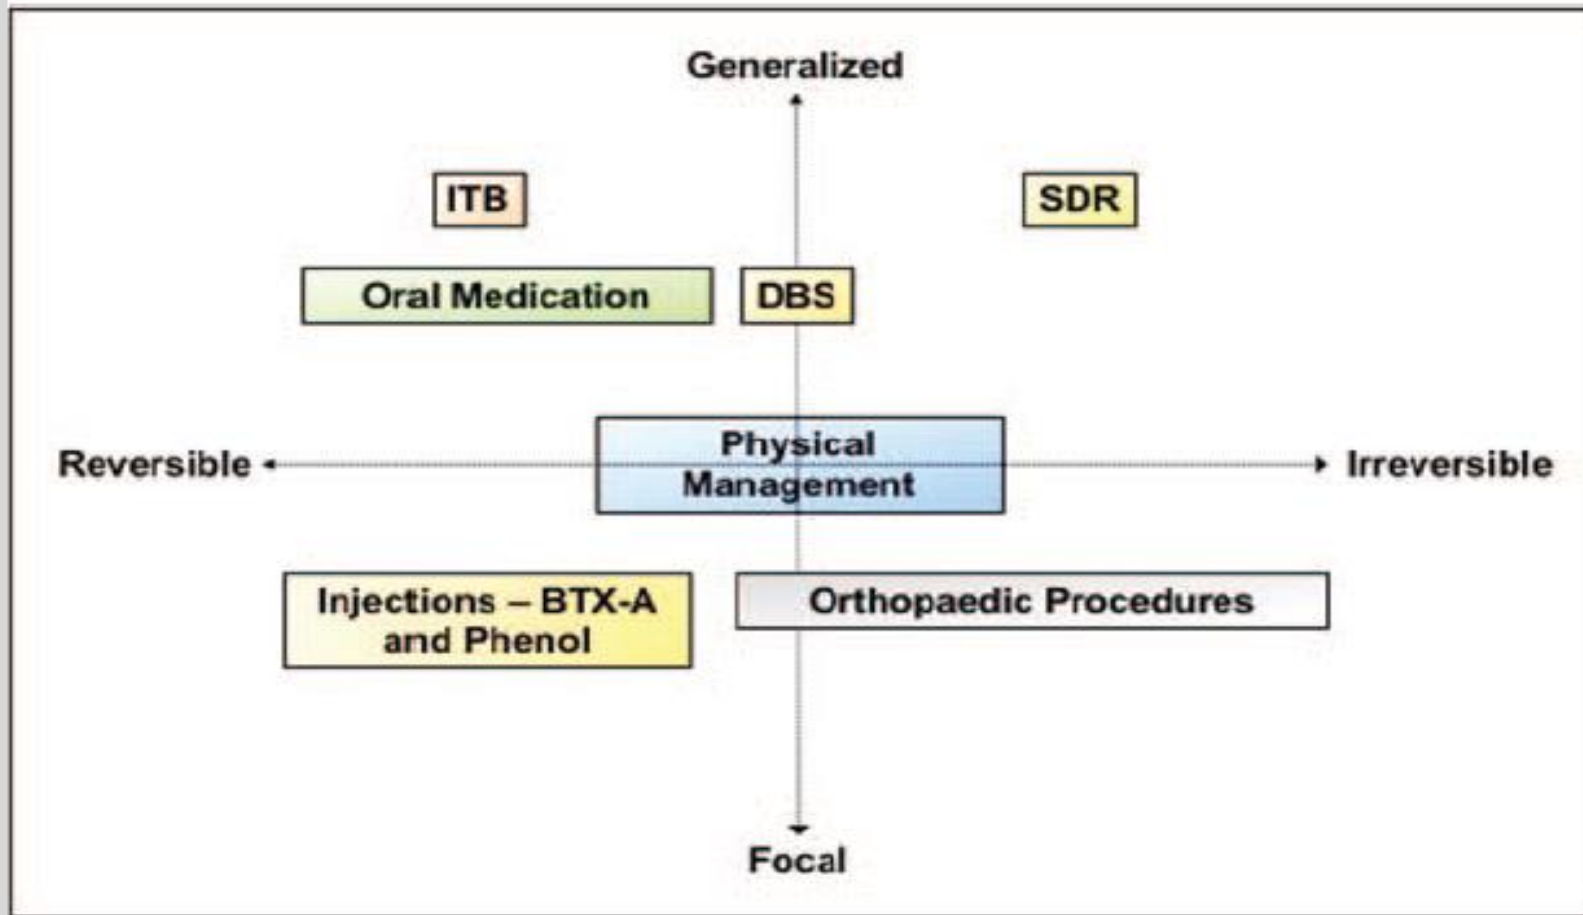 Generalized
ITB
SDR
Oral Medication
DBS
Physical
Management
Reversible
Irreversible
Injections – BTX-A
and Phenol
Orthopaedic Procedures
Focal